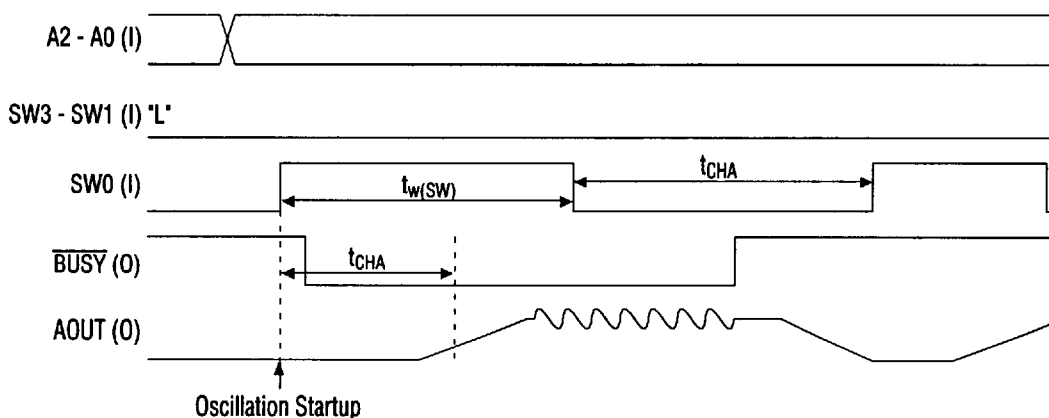 A2 - A0 (I)
SW3 - SW1 (I) "L"
SW0 (I)
tw(SW)
tCHA
BUSY (O)
tCHA
AOUT (O)
Oscillation Startup